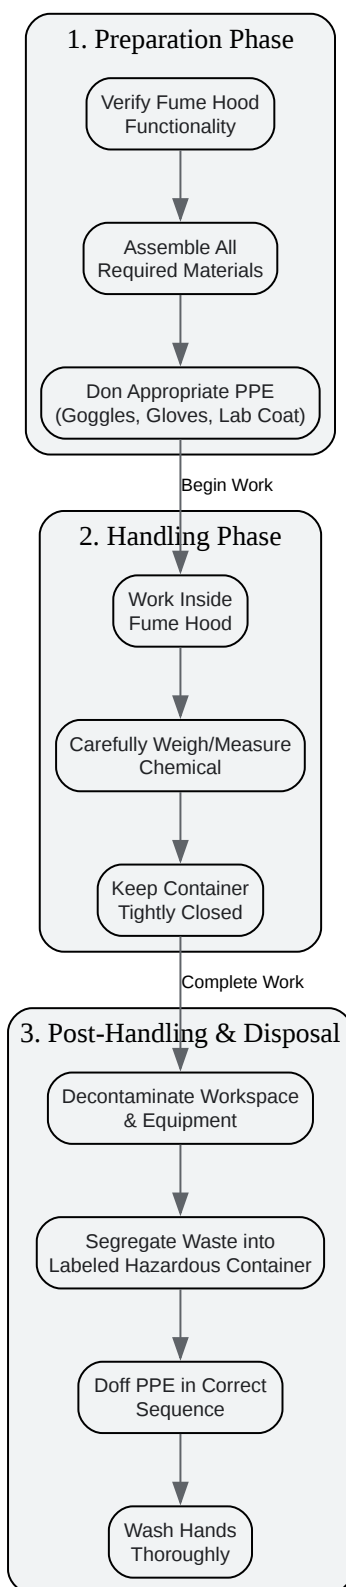 1. Preparation Phase
Verify Fume Hood
Functionality
Assemble All
Required Materials
Don Appropriate PPE
(Goggles, Gloves, Lab Coat)
Begin Work
2. Handling Phase
Work Inside
Fume Hood
Carefully Weigh/Measure
Chemical
Keep Container
Tightly Closed
Complete Work
3. Post-Handling & Disposal
Decontaminate Workspace
& Equipment
Segregate Waste into
Labeled Hazardous Container
Doff PPE in Correct
Sequence
Wash Hands
Thoroughly